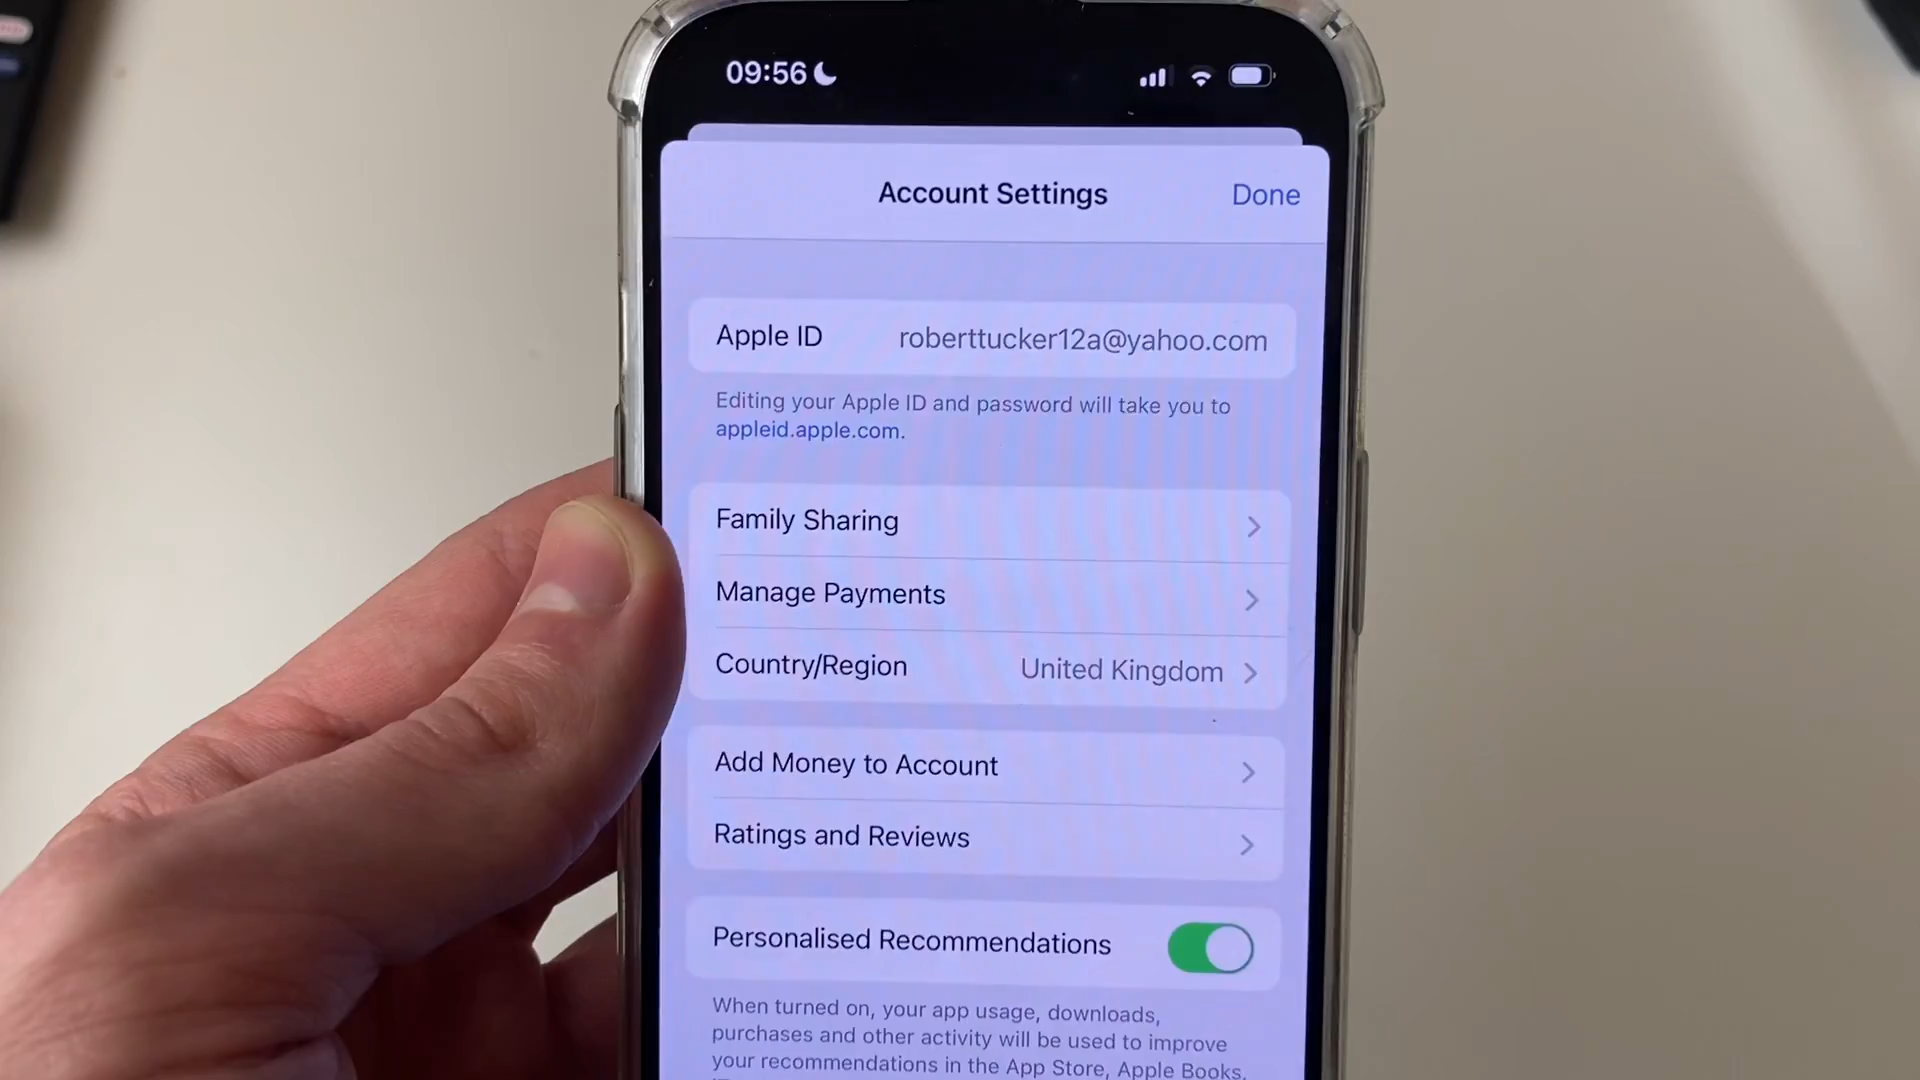 09:56
Account Settings
Done
Apple ID
roberttucker12a@yahoo.com
Editing your Apple ID and password will take you to
appleid.apple.com.
Family Sharing
Manage Payments
Country/Region
United Kingdom
Add Money to Account
Ratings and Reviews
Personalised Recommendations
When turned on, your app usage, downloads,
purchases and other activity will be used to improve
your recommendations in the App Store, Apple Books,